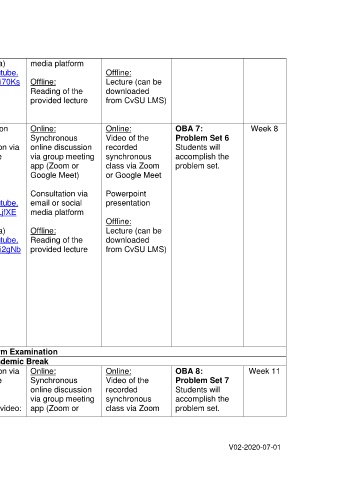 a)
tube.
i70Ks
media platform
Offline:
Reading of the
provided lecture
Offline:
Lecture (can be
downloaded
from CvSU LMS)
on
on via
e
tube.
jfXE
a)
tube.
i2gNb
Online:
Synchronous
online discussion
via group meeting
app (Zoom or
Google Meet)
Consultation via
email or social
media platform
Offline:
Reading of the
provided lecture
Online:
Video of the
recorded
synchronous
class via Zoom
or Google Meet
Powerpoint
presentation
Offline:
Lecture (can be
downloaded
from CvSU LMS)
OBA 7:
Problem Set 6
Students will
accomplish the
problem set.
Week 8
m Examination
demic Break
on via
e
video:
Online:
Synchronous
online discussion
via group meeting
app (Zoom or
Online:
Video of the
recorded
synchronous
class via Zoom
OBA 8:
Problem Set 7
Students will
accomplish the
problem set.
Week 11
V02-2020-07-01